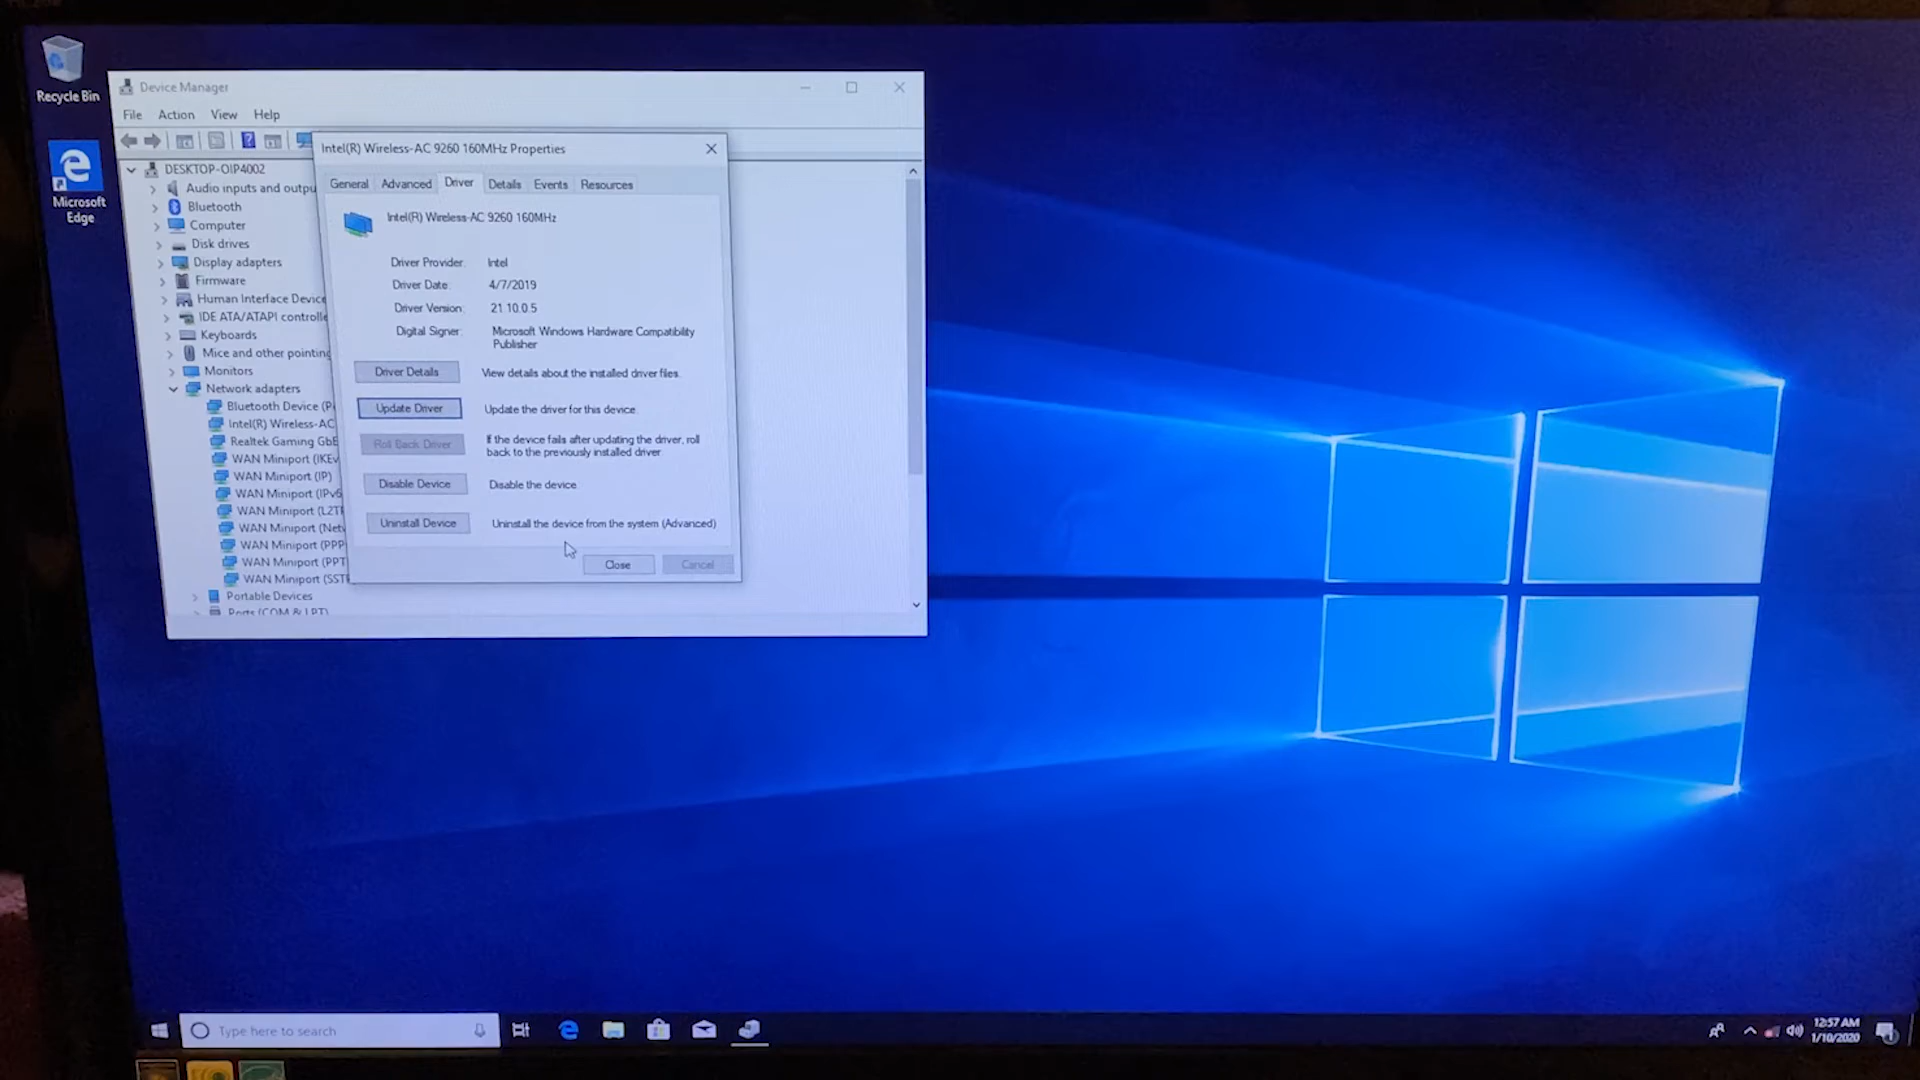 Recycle Bin
Microsoft
Edge
Device Manager
File Action View Help
DESKTOP-OIP4002
Audio inputs and outpu
Bluetooth
Computer
Disk drives
Display adapters
Firmware
Human Interface Device
IDE ATA/ATAPI controlle
Keyboards
Mice and other pointing
Monitors
Network adapters
Bluetooth Device (P
Intel(R) Wireless-AC
Realtek Gaming GbE
WAN Miniport (IKEv
WAN Miniport (IP)
WAN Miniport (IPv6
WAN Miniport (L2TP
WAN Miniport (Netv
WAN Miniport (PPP
WAN Miniport (PPT
WAN Miniport (SST
Portable Devices
Ports (COM & LPT)
Intel(R) Wireless-AC 9260 160MHz Properties
General Advanced Driver Details Events Resources
Intel(R) Wireless-AC 9260 160MHz
Driver Provider: Intel
Driver Date: 4/7/2019
Driver Version: 21.10.0.5
Digital Signer: Microsoft Windows Hardware Compatibility
Publisher
Driver Details View details about the installed driver files.
Update Driver Update the driver for this device.
Roll Back Driver If the device fails after updating the driver, roll
back to the previously installed driver.
Disable Device Disable the device.
Uninstall Device Uninstall the device from the system (Advanced).
Close Cancel
Type here to search
12:57 AM
1/10/2020